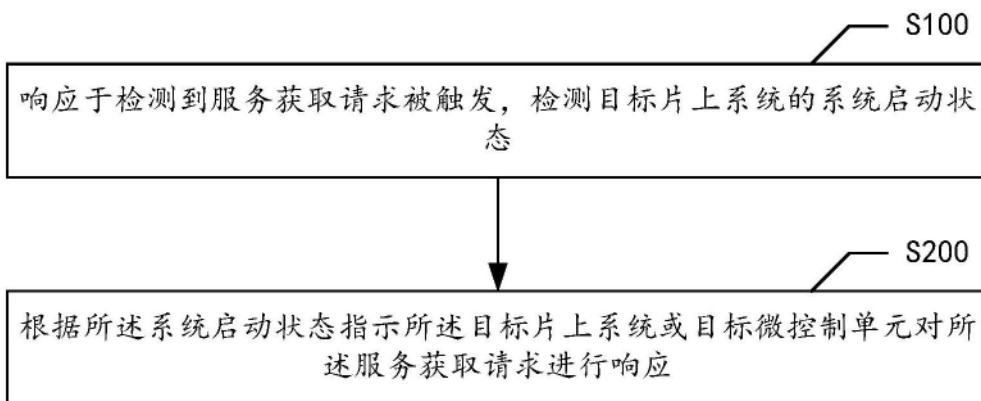 S100
响应于检测到服务获取请求被触发，检测目标片上系统的系统启动状
态
S200
根据所述系统启动状态指示所述目标片上系统或目标微控制单元对所
述服务获取请求进行响应